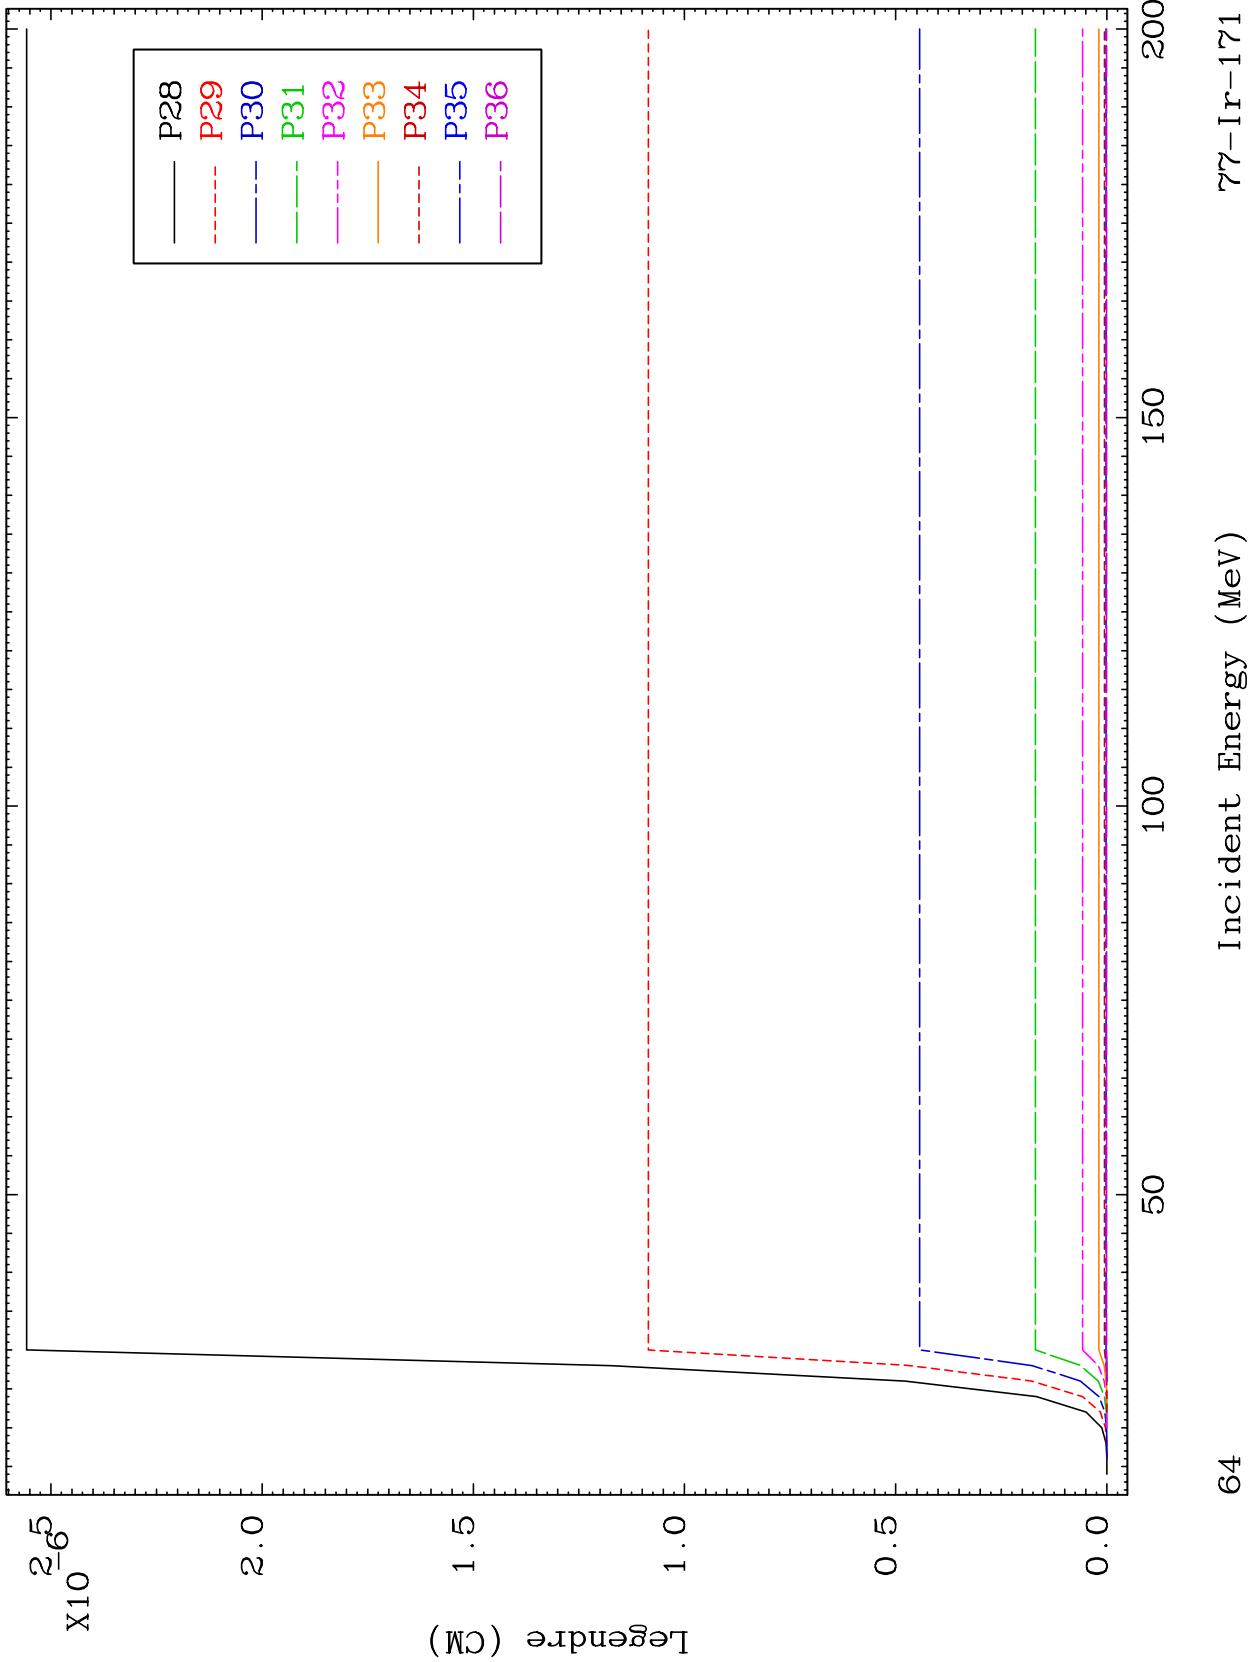 X10
-6
2.5
2.0
1.5
1.0
0.5
0.0
Legendre (CM)
P28
P29
P30
P31
P32
P33
P34
P35
P36
50
100
150
200
64
Incident Energy (MeV)
77-Ir-171